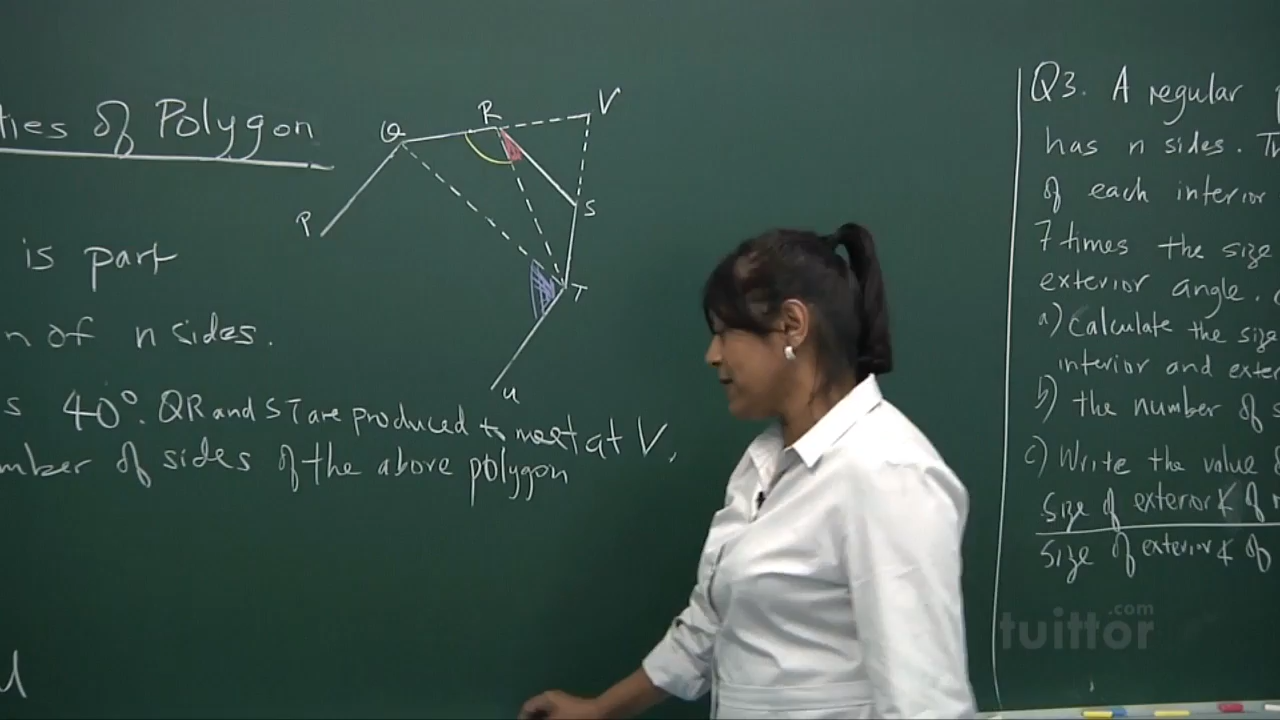 ties of Polygon
is part
n of n sides.
s 40°. QR and ST are produced to meet at V.
mber of sides of the above polygon
P
Q
R
V
S
T
U
Q3. A regular
has n sides. Th
of each interior
7 times the size
exterior angle.
a) Calculate the size
interior and exter
b) the number of s
c) Write the value
Size of exterior ∡ of
Size of exterior ∡ of
tuittor.com